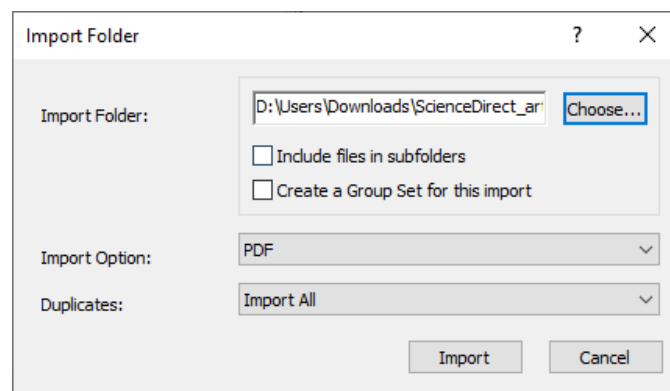 Import Folder ? X
Import Folder: D:\Users\Downloads\ScienceDirect_ar Choose...
Include files in subfolders
Create a Group Set for this import
Import Option: PDF
Duplicates: Import All
Import Cancel